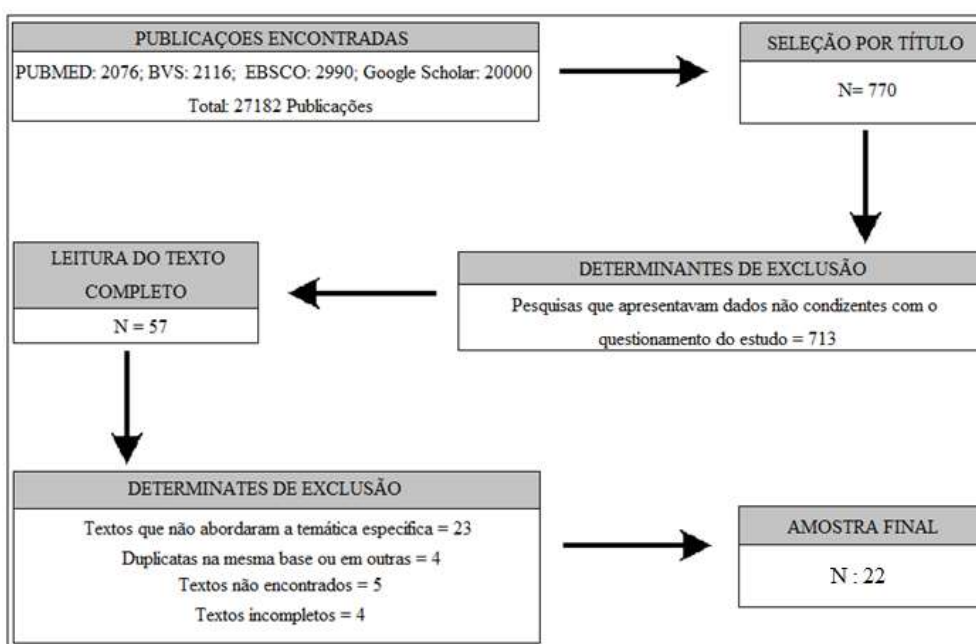 PUBLICAÇOES ENCONTRADAS
PUBMED: 2076; BVS: 2116; EBSCO: 2990; Google Scholar: 20000
Total: 27182 Publicações
SELEÇÃO POR TÍTULO
N= 770
DETERMINANTES DE EXCLUSÃO
Pesquisas que apresentavam dados não condizentes com o
questionamento do estudo = 713
LEITURA DO TEXTO
COMPLETO
N = 57
DETERMINATES DE EXCLUSÃO
Textos que não abordaram a temática especifica = 23
Duplicatas na mesma base ou em outras = 4
Textos não encontrados = 5
Textos incompletos = 4
AMOSTRA FINAL
N : 22